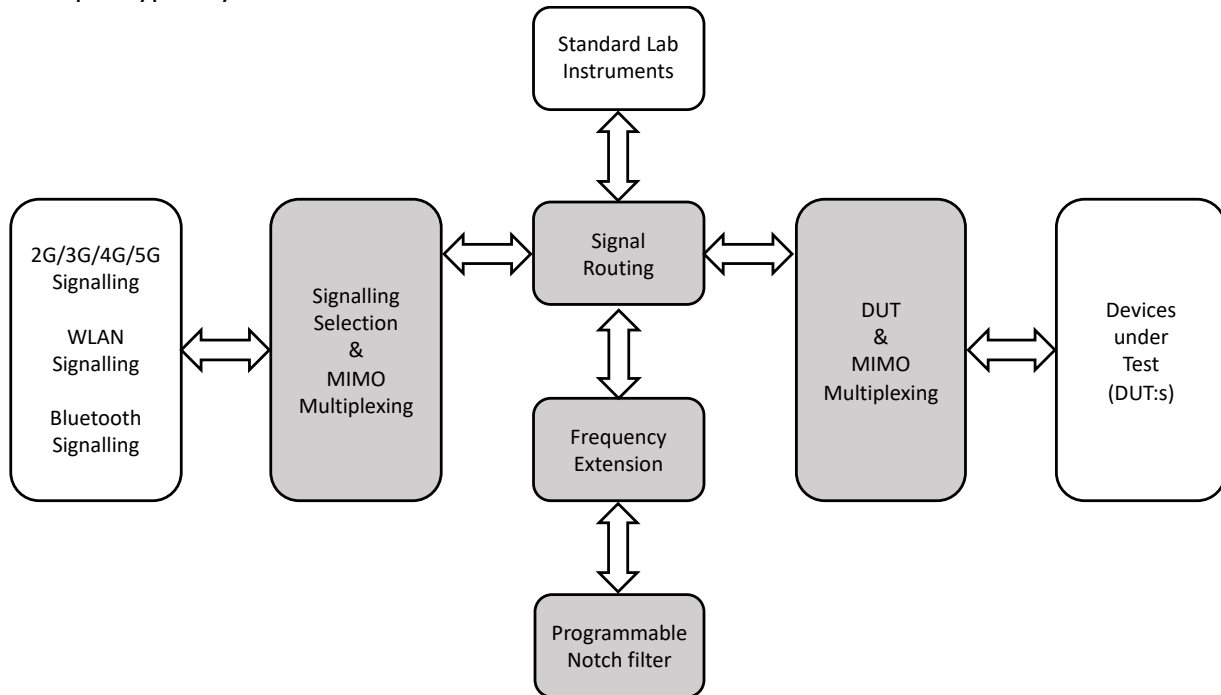 Standard Lab
Instruments
2G/3G/4G/5G
Signalling
WLAN
Signalling
Bluetooth
Signalling
Signalling
Selection
&
MIMO
Multiplexing
Signal
Routing
Frequency
Extension
Programmable
Notch filter
DUT
&
MIMO
Multiplexing
Devices
under
Test
(DUT:s)